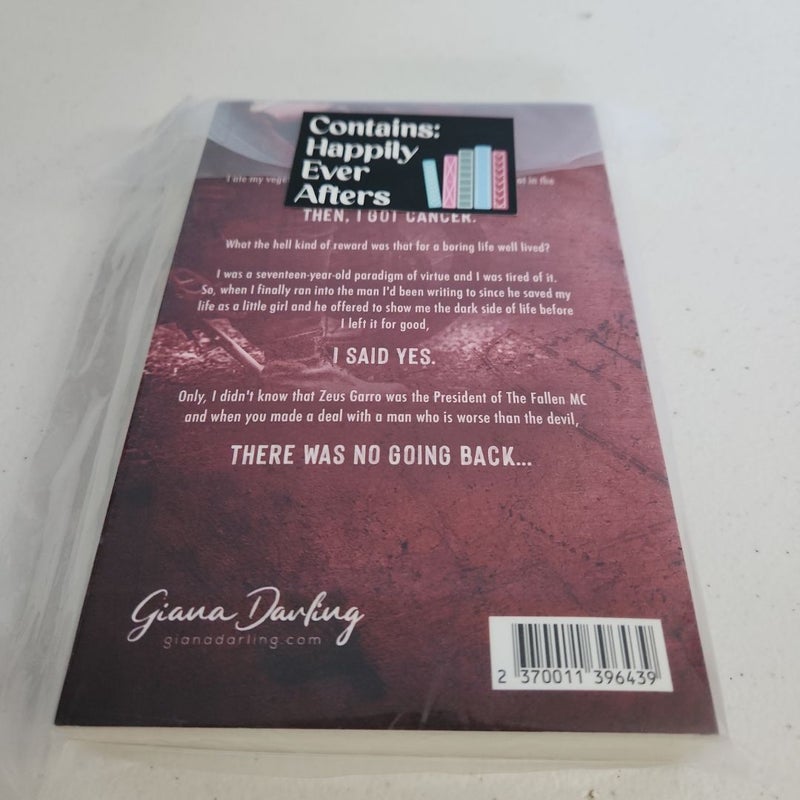 Contains:
Happily
Ever
Afters
I ate my
in the
THEN, I GOT CANCER.
What the hell kind of reward was that for a boring life well lived?
I was a seventeen-year-old paradigm of virtue and I was tired of it.
So, when I finally ran into the man I'd been writing to since he saved my
life as a little girl and he offered to show me the dark side of life before
I left it for good,
I SAID YES.
Only, I didn't know that Zeus Garro was the President of The Fallen MC
and when you made a deal with a man who is worse than the devil,
THERE WAS NO GOING BACK...
Giana Darling
gianadarling.com
2 370011 396439